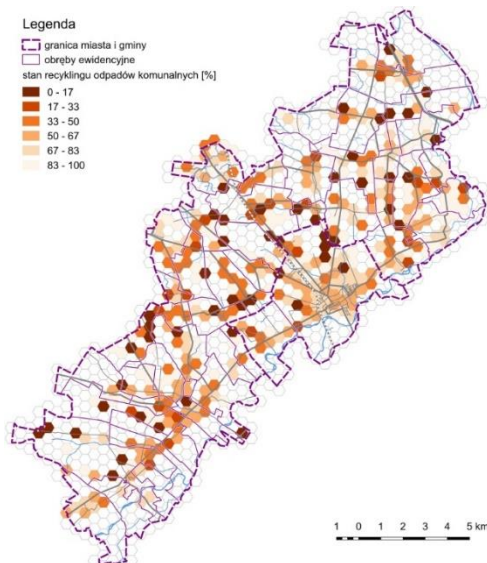 Legenda
granica miasta i gminy
obręby ewidencyjne
stan recyklingu odpadów komunalnych [%]
0 - 17
17 - 33
33 - 50
50 - 67
67 - 83
83 - 100
1 0 1 2 3 4 5 km